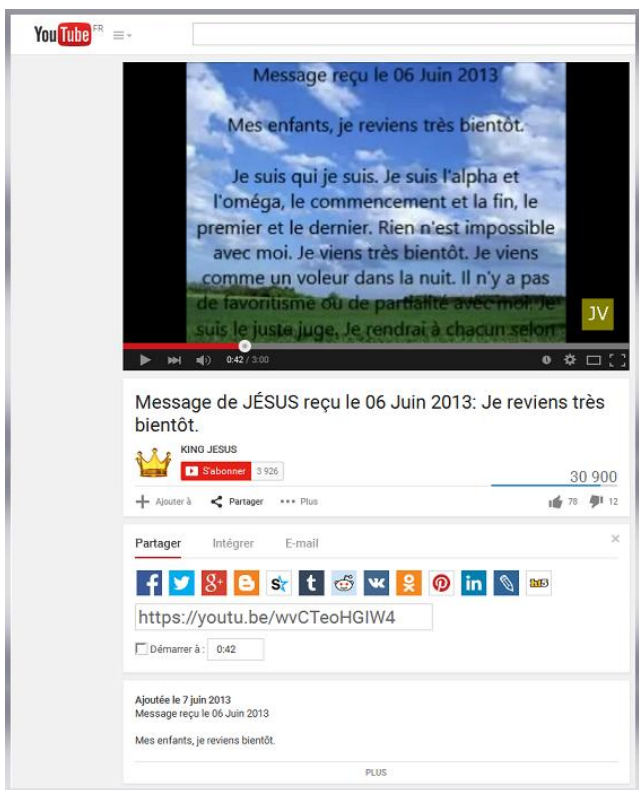 YouTube FR
Message reçu le 06 Juin 2013
Mes enfants, je reviens très bientôt.
Je suis qui je suis. Je suis l'alpha et
l'oméga, le commencement et la fin, le
premier et le dernier. Rien n'est impossible
avec moi. Je viens très bientôt. Je viens
comme un voleur dans la nuit. Il n'y a pas
de favoritisme ou de partialité avec moi. Je
suis le juste juge. Je rendrai à chacun selon
JV
0:42 / 3:00
Message de JÉSUS reçu le 06 Juin 2013: Je reviens très
bientôt.
KING JESUS
S'abonner 3 926
30 900
Ajouter à Partager Plus 78 12
Partager Intégrer E-mail
https://youtu.be/wvCTeoHGIW4
Démarrer à : 0:42
Ajoutée le 7 juin 2013
Message reçu le 06 Juin 2013
Mes enfants, je reviens bientôt.
PLUS